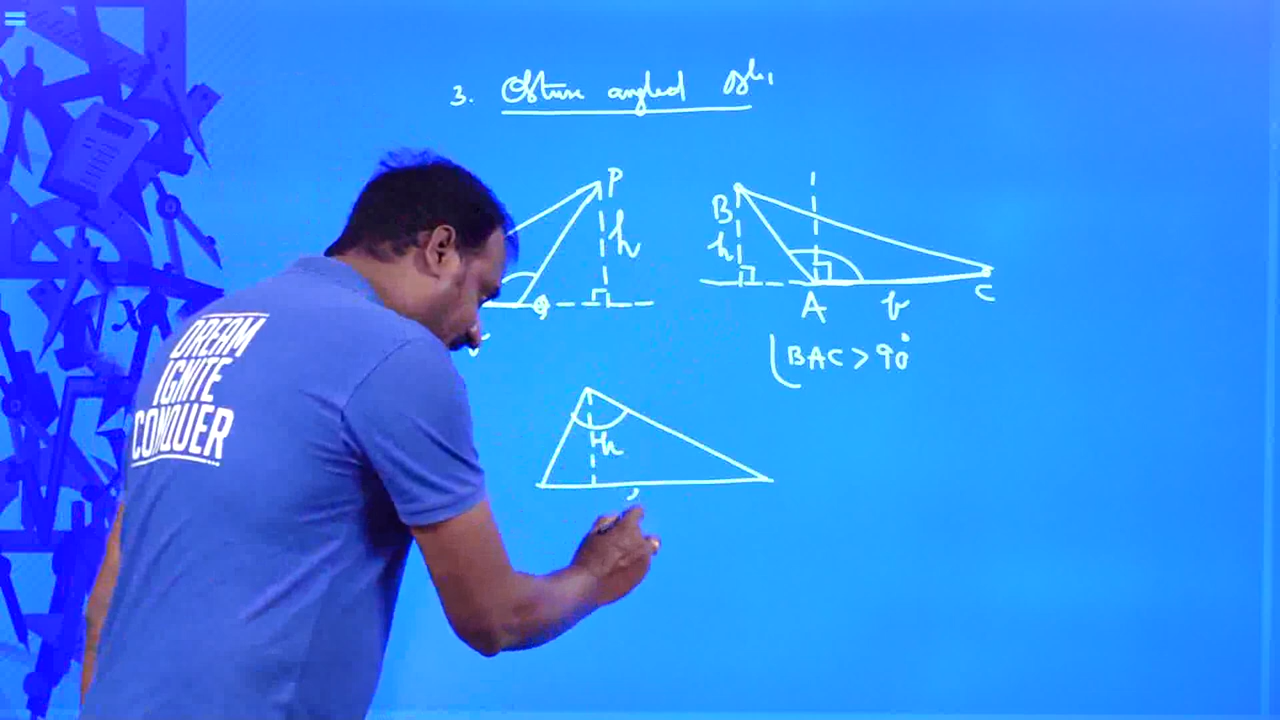 3. Obtuse angled Δle,
P
h
Q
B
h
A
b
C
∠BAC > 90°
h
DREAM
IGNITE
CONQUER